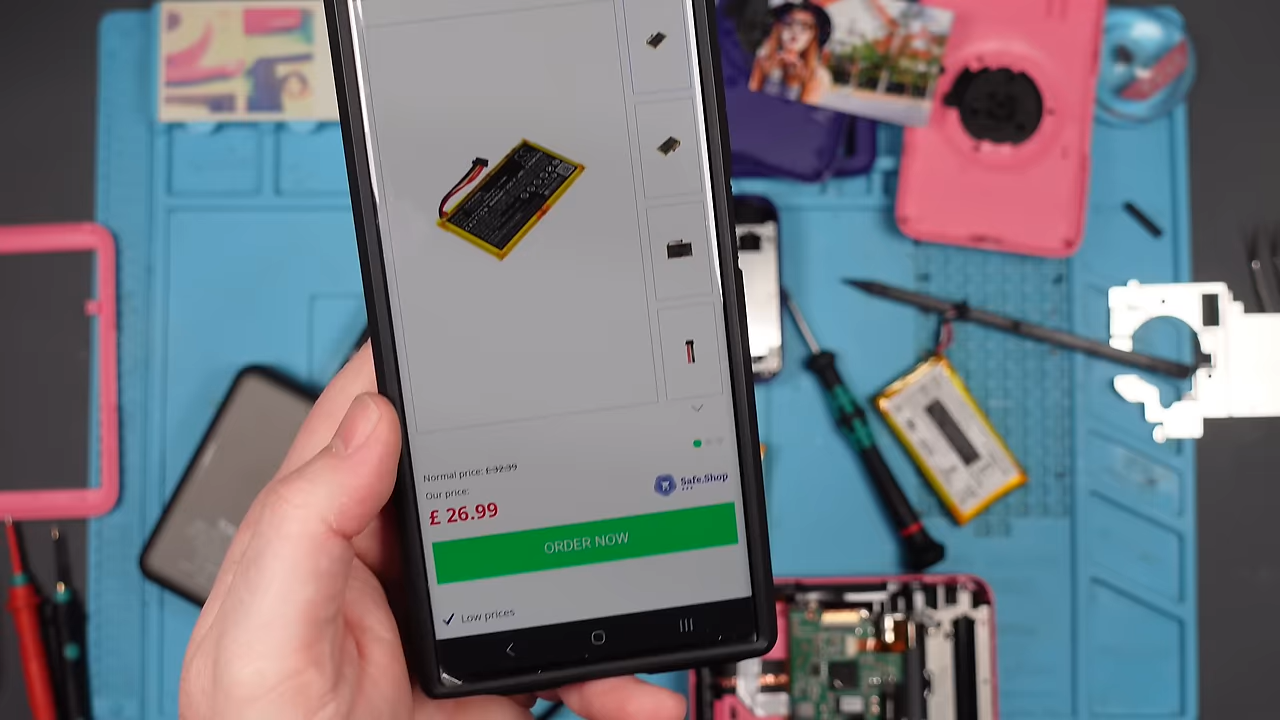 Normal price: £ 32.39
Our price:
£ 26.99
Safe.Shop
ORDER NOW
✓ Low prices